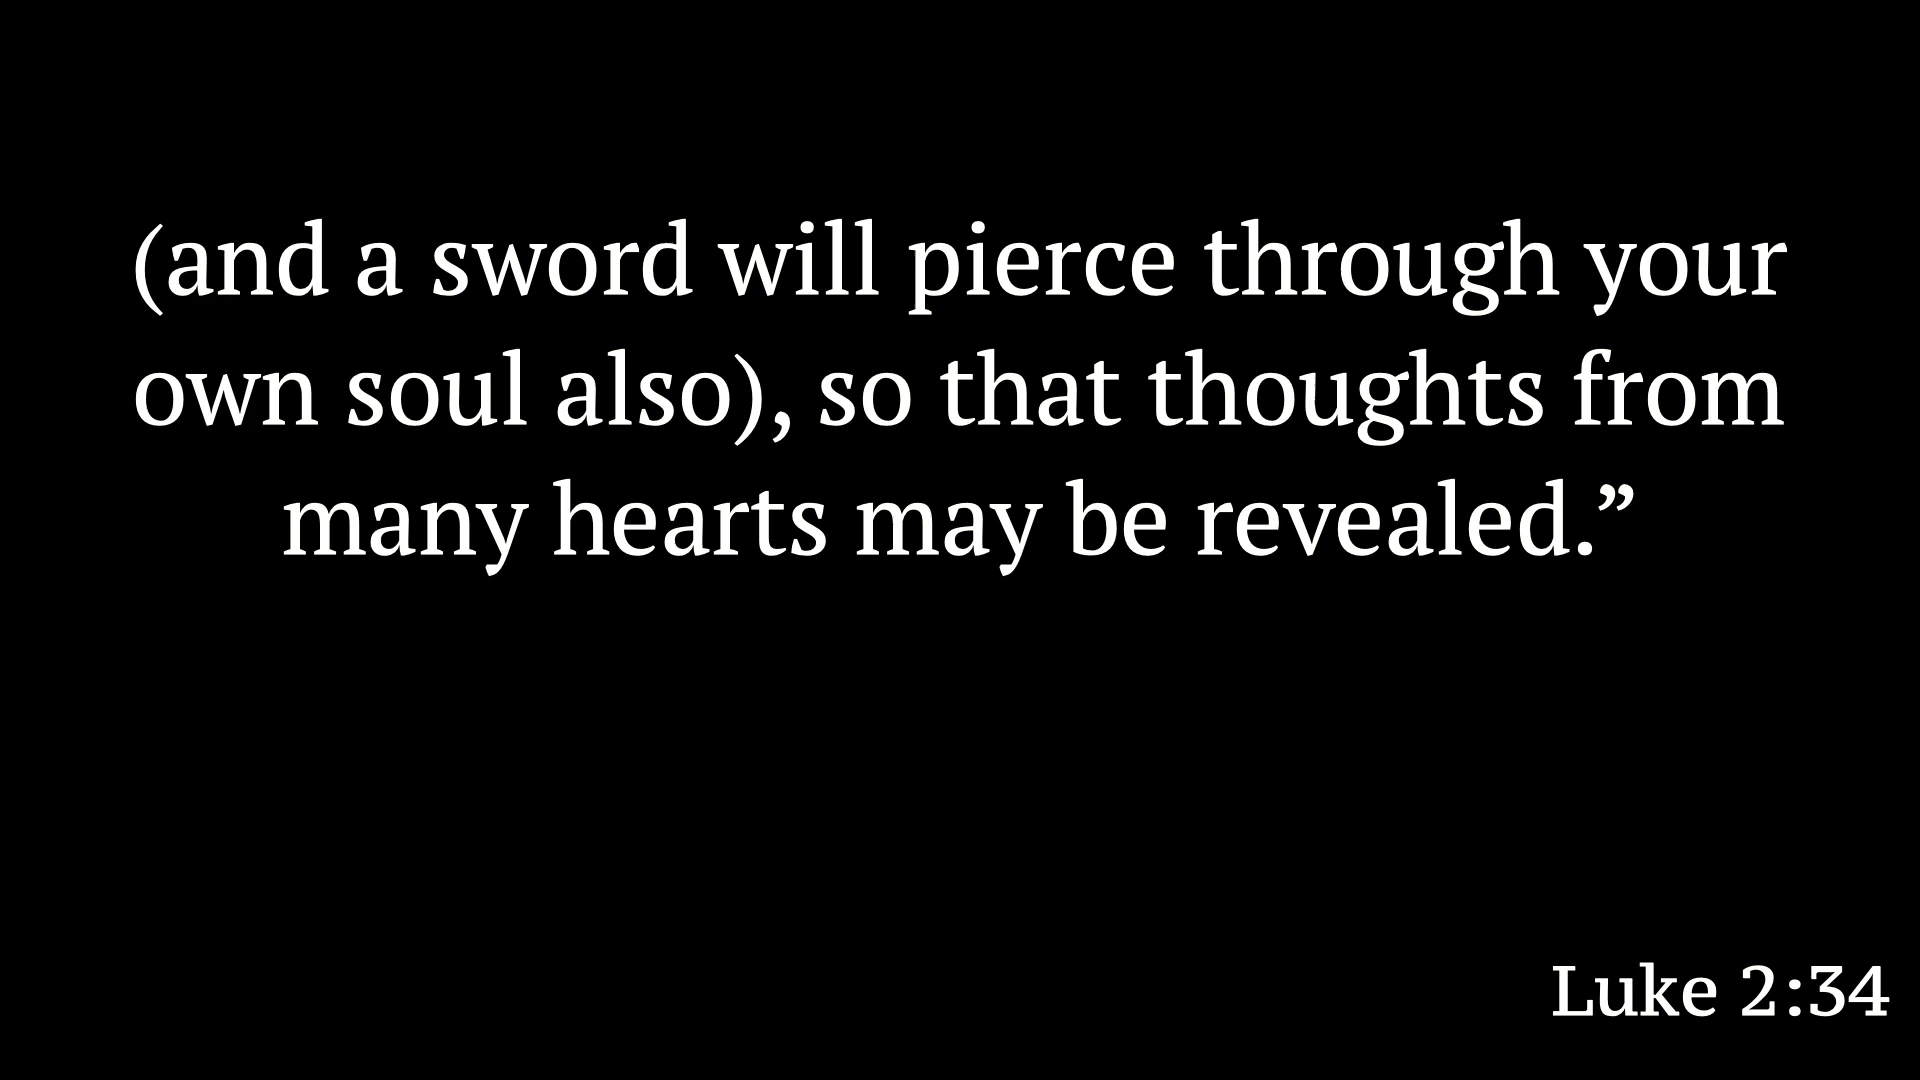 (and a sword will pierce through your
own soul also), so that thoughts from
many hearts may be revealed.”
Luke 2:34